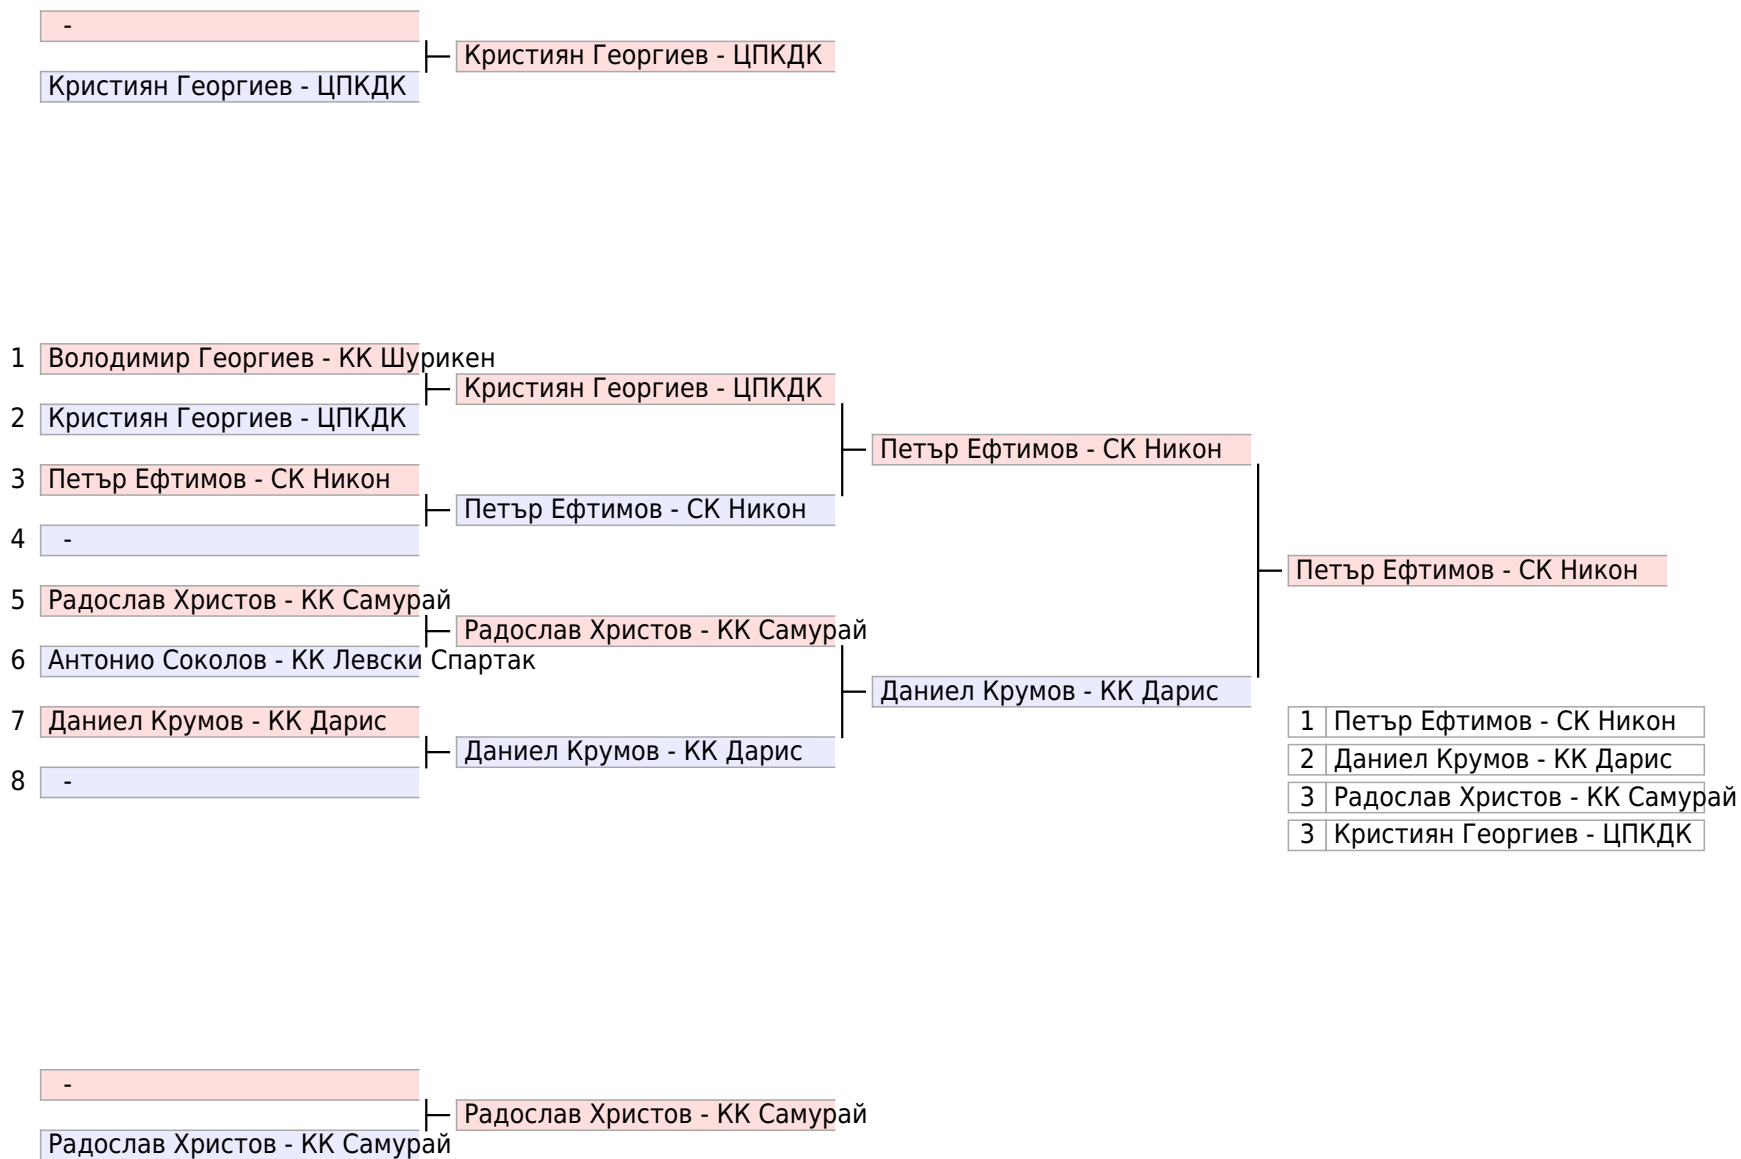 -
Кристиян Георгиев - ЦПКДК
Кристиян Георгиев - ЦПКДК
1 Володимир Георгиев - КК Шурикен
Кристиян Георгиев - ЦПКДК
2 Кристиян Георгиев - ЦПКДК
Петър Ефтимов - СК Никон
3 Петър Ефтимов - СК Никон
Петър Ефтимов - СК Никон
4 -
Петър Ефтимов - СК Никон
5 Радослав Христов - КК Самурай
Радослав Христов - КК Самурай
6 Антонио Соколов - КК Левски Спартак
Даниел Крумов - КК Дарис
7 Даниел Крумов - КК Дарис
Даниел Крумов - КК Дарис
8 -
1 Петър Ефтимов - СК Никон
2 Даниел Крумов - КК Дарис
3 Радослав Христов - КК Самурай
3 Кристиян Георгиев - ЦПКДК
-
Радослав Христов - КК Самурай
Радослав Христов - КК Самурай